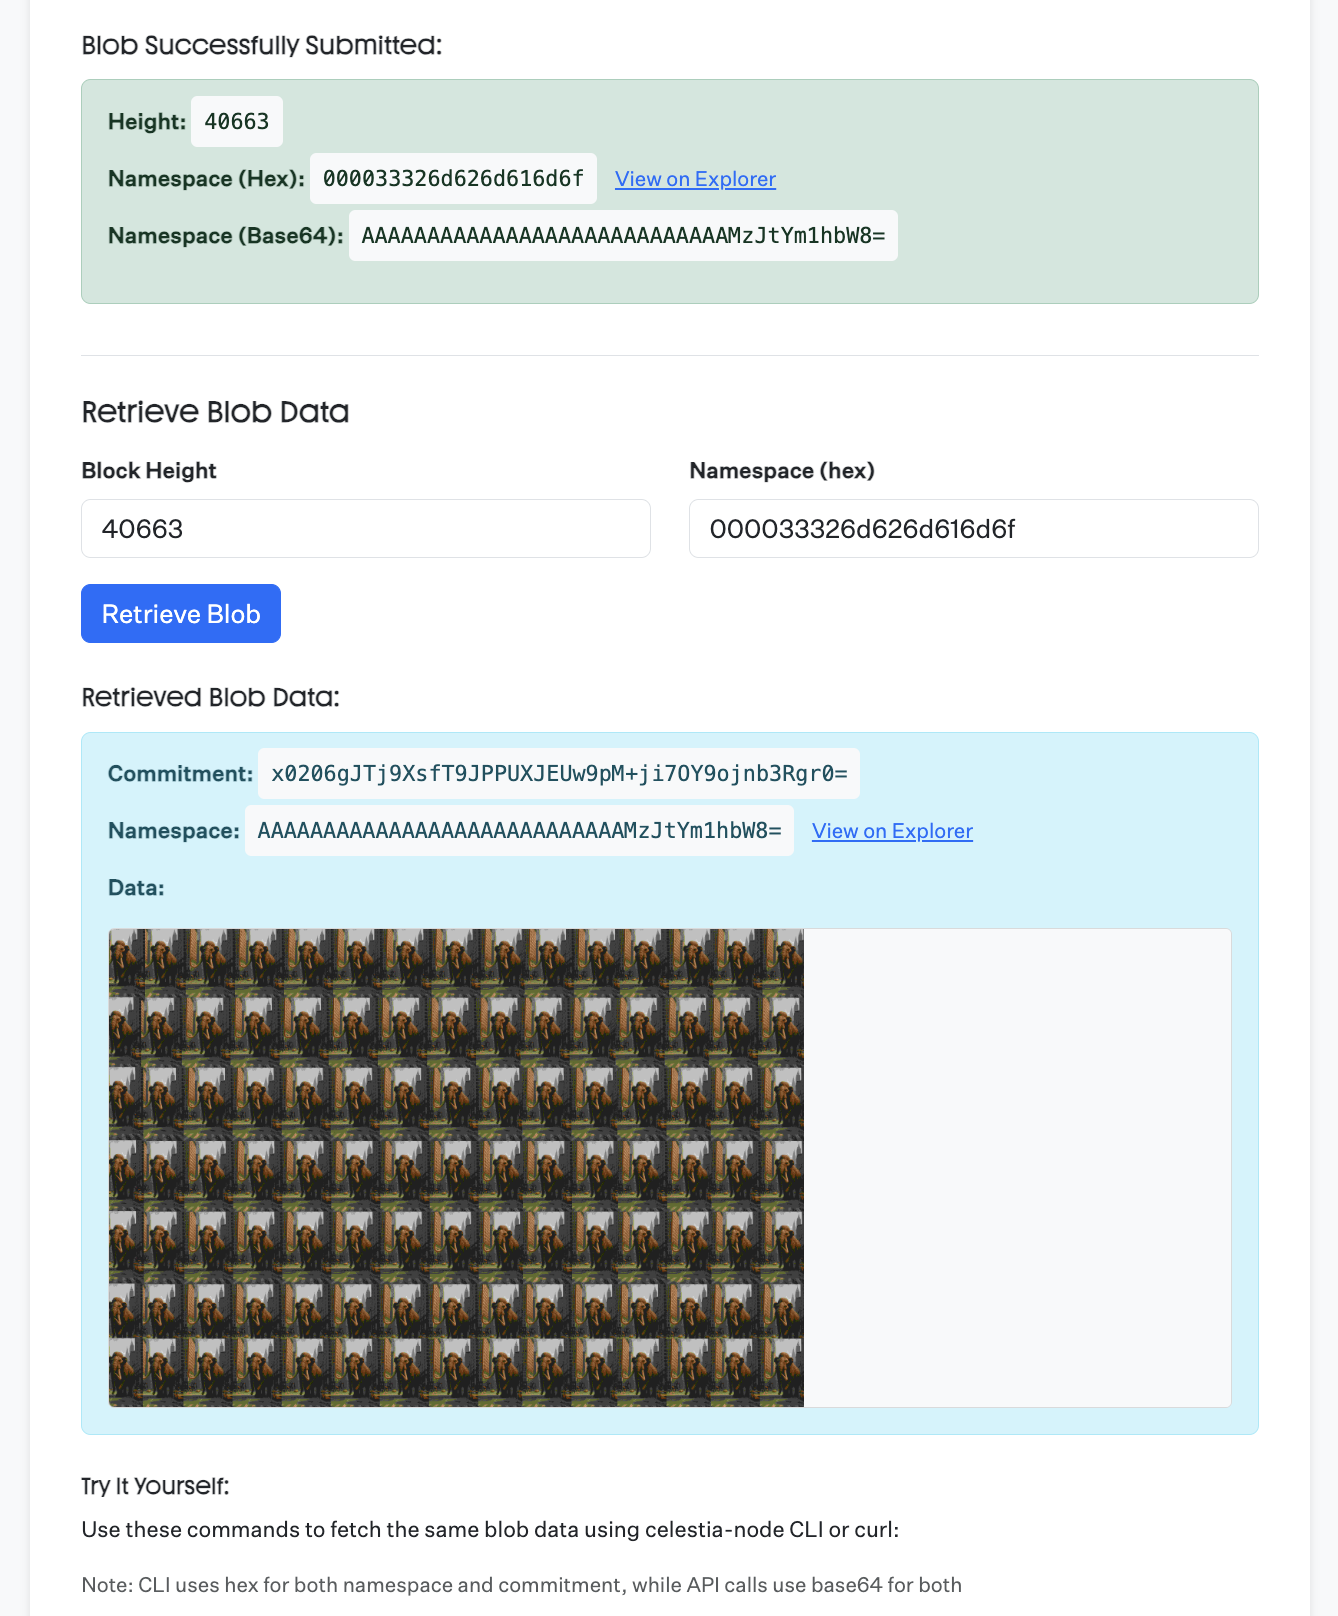 Blob Successfully Submitted:
Height: 40663
Namespace (Hex): 000033326d626d616d6f View on Explorer
Namespace (Base64): AAAAAAAAAAAAAAAAAAAAAAAAAAAAMzJtYm1hbW8=
Retrieve Blob Data
Block Height Namespace (hex)
40663 000033326d626d616d6f
Retrieve Blob
Retrieved Blob Data:
Commitment: x0206gJTj9XsfT9JPPUXJEUw9pM+ji7OY9ojnb3Rgr0=
Namespace: AAAAAAAAAAAAAAAAAAAAAAAAAAAAMzJtYm1hbW8= View on Explorer
Data:
Try It Yourself:
Use these commands to fetch the same blob data using celestia-node CLI or curl:
Note: CLI uses hex for both namespace and commitment, while API calls use base64 for both